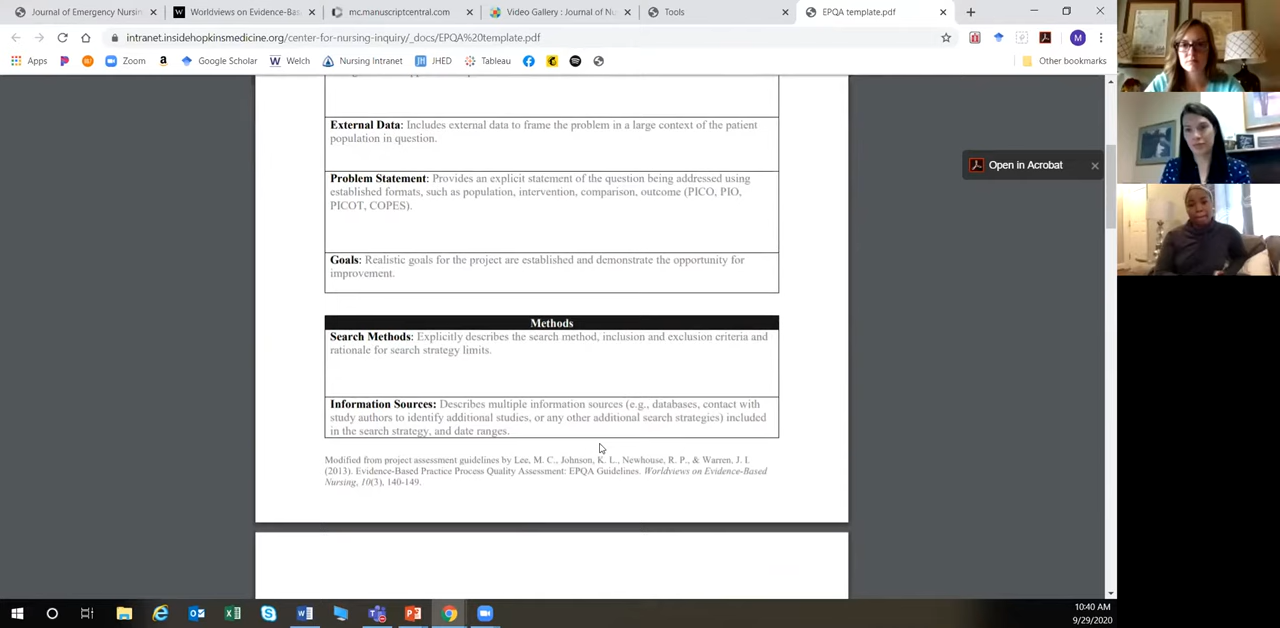 Journal of Emergency Nursin
Worldviews on Evidence-Bas
mc.manuscriptcentral.com
Video Gallery : Journal of Nu
Tools
EPQA template.pdf
intranet.insidehopkinsmedicine.org/center-for-nursing-inquiry/_docs/EPQA%20template.pdf
Apps
Zoom
Google Scholar
Welch
Nursing Intranet
JHED
Tableau
Other bookmarks
Open in Acrobat
External Data: Includes external data to frame the problem in a large context of the patient
population in question.
Problem Statement: Provides an explicit statement of the question being addressed using
established formats, such as population, intervention, comparison, outcome (PICO, PIO,
PICOT, COPES).
Goals: Realistic goals for the project are established and demonstrate the opportunity for
improvement.
Methods
Search Methods: Explicitly describes the search method, inclusion and exclusion criteria and
rationale for search strategy limits.
Information Sources: Describes multiple information sources (e.g., databases, contact with
study authors to identify additional studies, or any other additional search strategies) included
in the search strategy, and date ranges.
Modified from project assessment guidelines by Lee, M. C., Johnson, K. L., Newhouse, R. P., & Warren, J. I.
(2013). Evidence-Based Practice Process Quality Assessment: EPQA Guidelines. Worldviews on Evidence-Based
Nursing, 10(3), 140-149.
10:40 AM
9/29/2020